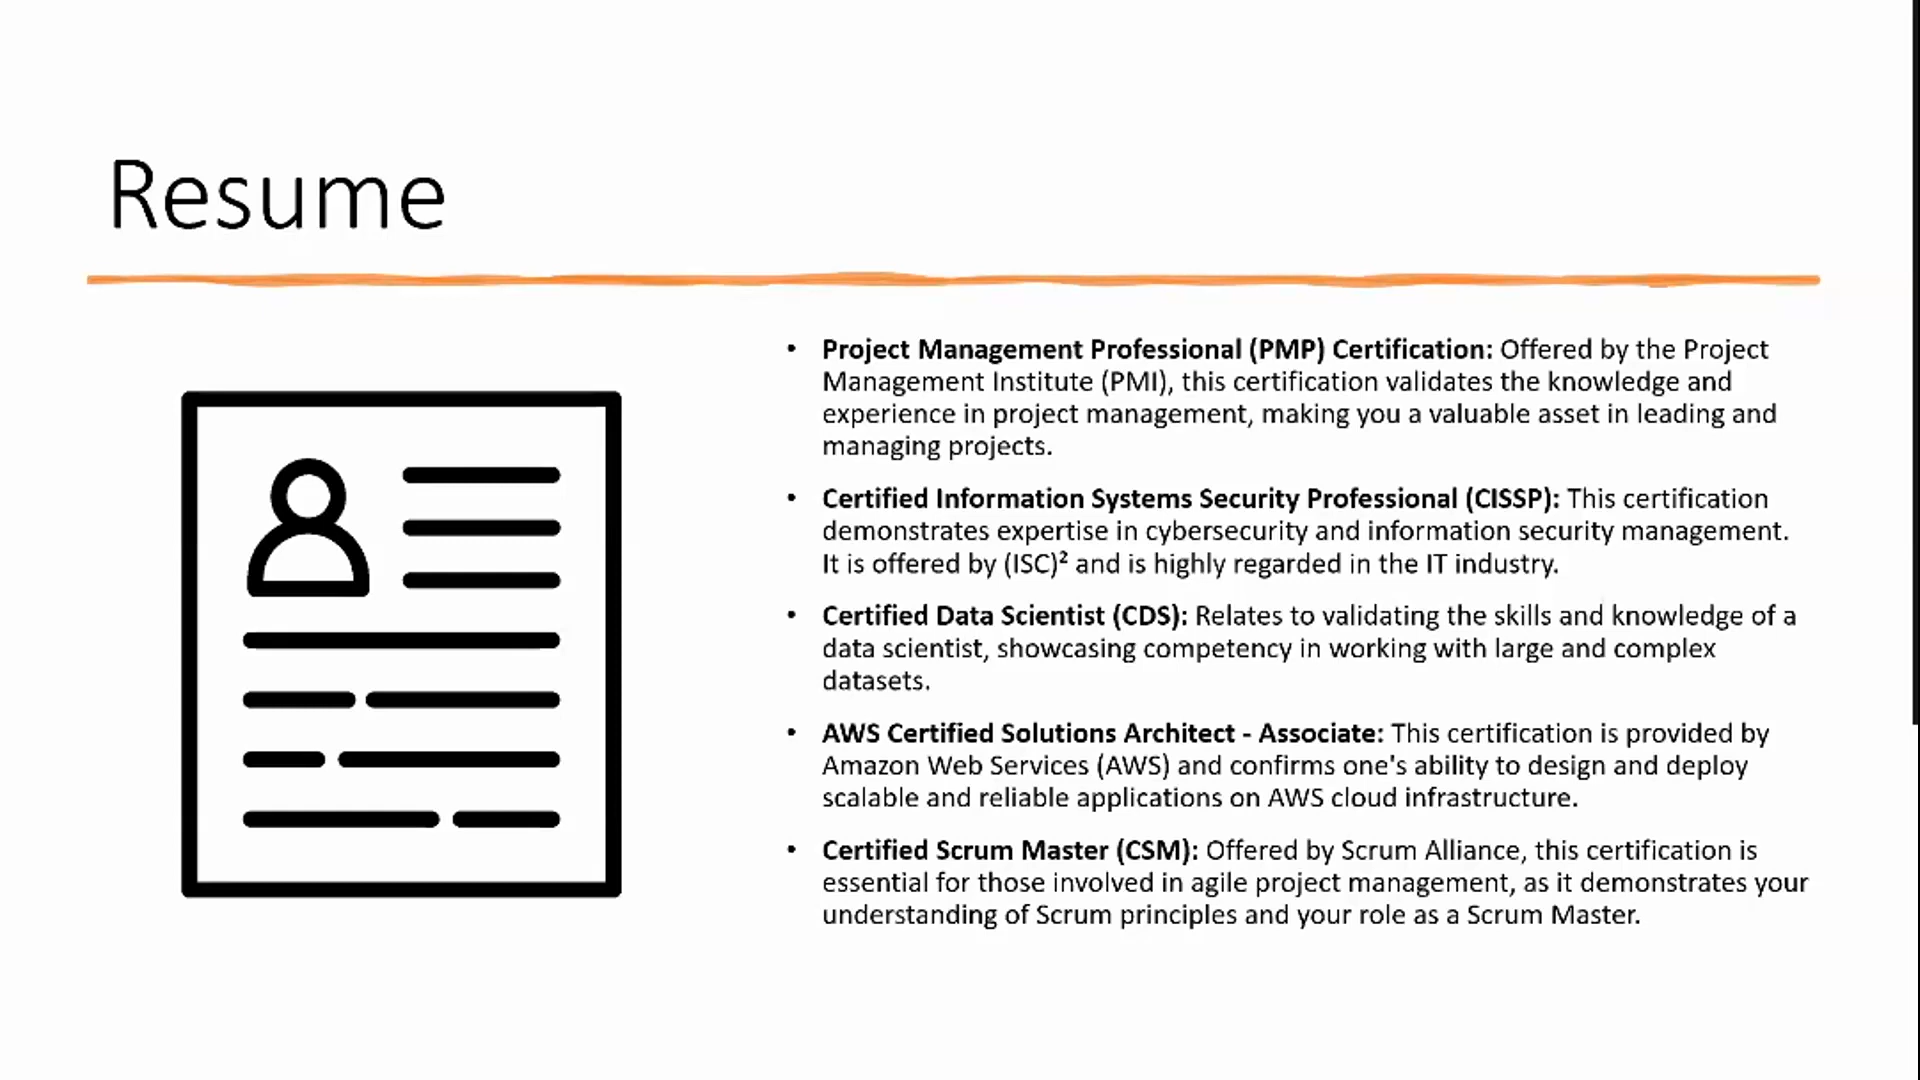 Resume
• Project Management Professional (PMP) Certification: Offered by the Project
Management Institute (PMI), this certification validates the knowledge and
experience in project management, making you a valuable asset in leading and
managing projects.
• Certified Information Systems Security Professional (CISSP): This certification
demonstrates expertise in cybersecurity and information security management.
It is offered by (ISC)² and is highly regarded in the IT industry.
• Certified Data Scientist (CDS): Relates to validating the skills and knowledge of a
data scientist, showcasing competency in working with large and complex
datasets.
• AWS Certified Solutions Architect - Associate: This certification is provided by
Amazon Web Services (AWS) and confirms one's ability to design and deploy
scalable and reliable applications on AWS cloud infrastructure.
• Certified Scrum Master (CSM): Offered by Scrum Alliance, this certification is
essential for those involved in agile project management, as it demonstrates your
understanding of Scrum principles and your role as a Scrum Master.